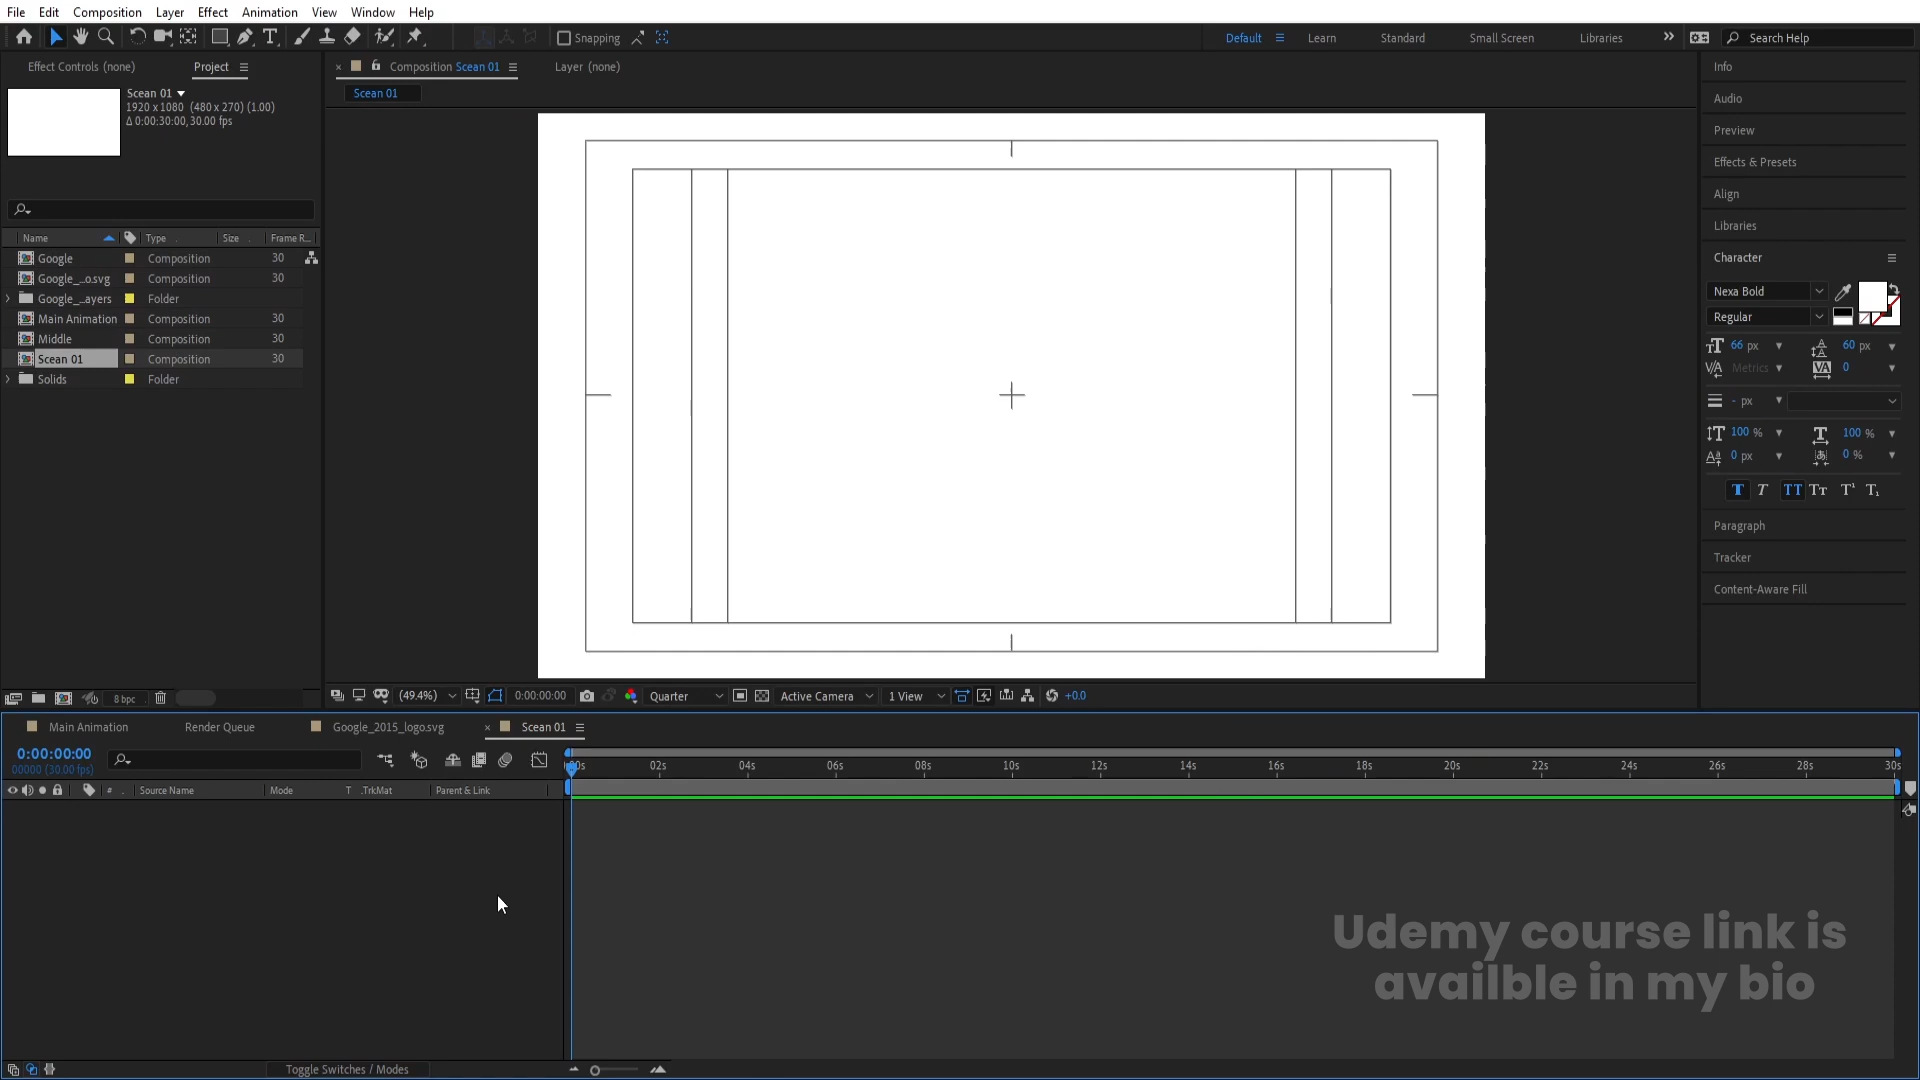 File Edit Composition Layer Effect Animation View Window Help
Snapping
Default Learn Standard Small Screen Libraries Search Help
Effect Controls (none) Project
Composition Scean 01 Layer (none)
Scean 01
Scean 01
1920 x 1080 (480 x 270) (1.00)
Δ 0:00:30:00, 30.00 fps
Name Type Size Frame R...
Google Composition 30
Google_...o.svg Composition 30
Google_...ayers Folder
Main Animation Composition 30
Middle Composition 30
Scean 01 Composition 30
Solids Folder
8 bpc
(49.4%) 0:00:00:00 Quarter Active Camera 1 View +0.0
Info
Audio
Preview
Effects & Presets
Align
Libraries
Character
Nexa Bold
Regular
66 px 60 px
Metrics 0
- px
100 % 100 %
0 px 0 %
T T TT Tt T¹ T₁
Paragraph
Tracker
Content-Aware Fill
Main Animation Render Queue Google_2015_logo.svg Scean 01
0:00:00:00
00000 (30.00 fps)
02s 04s 06s 08s 10s 12s 14s 16s 18s 20s 22s 24s 26s 28s 30s
# Source Name Mode T .TrkMat Parent & Link
Udemy course link is
availble in my bio
Toggle Switches / Modes